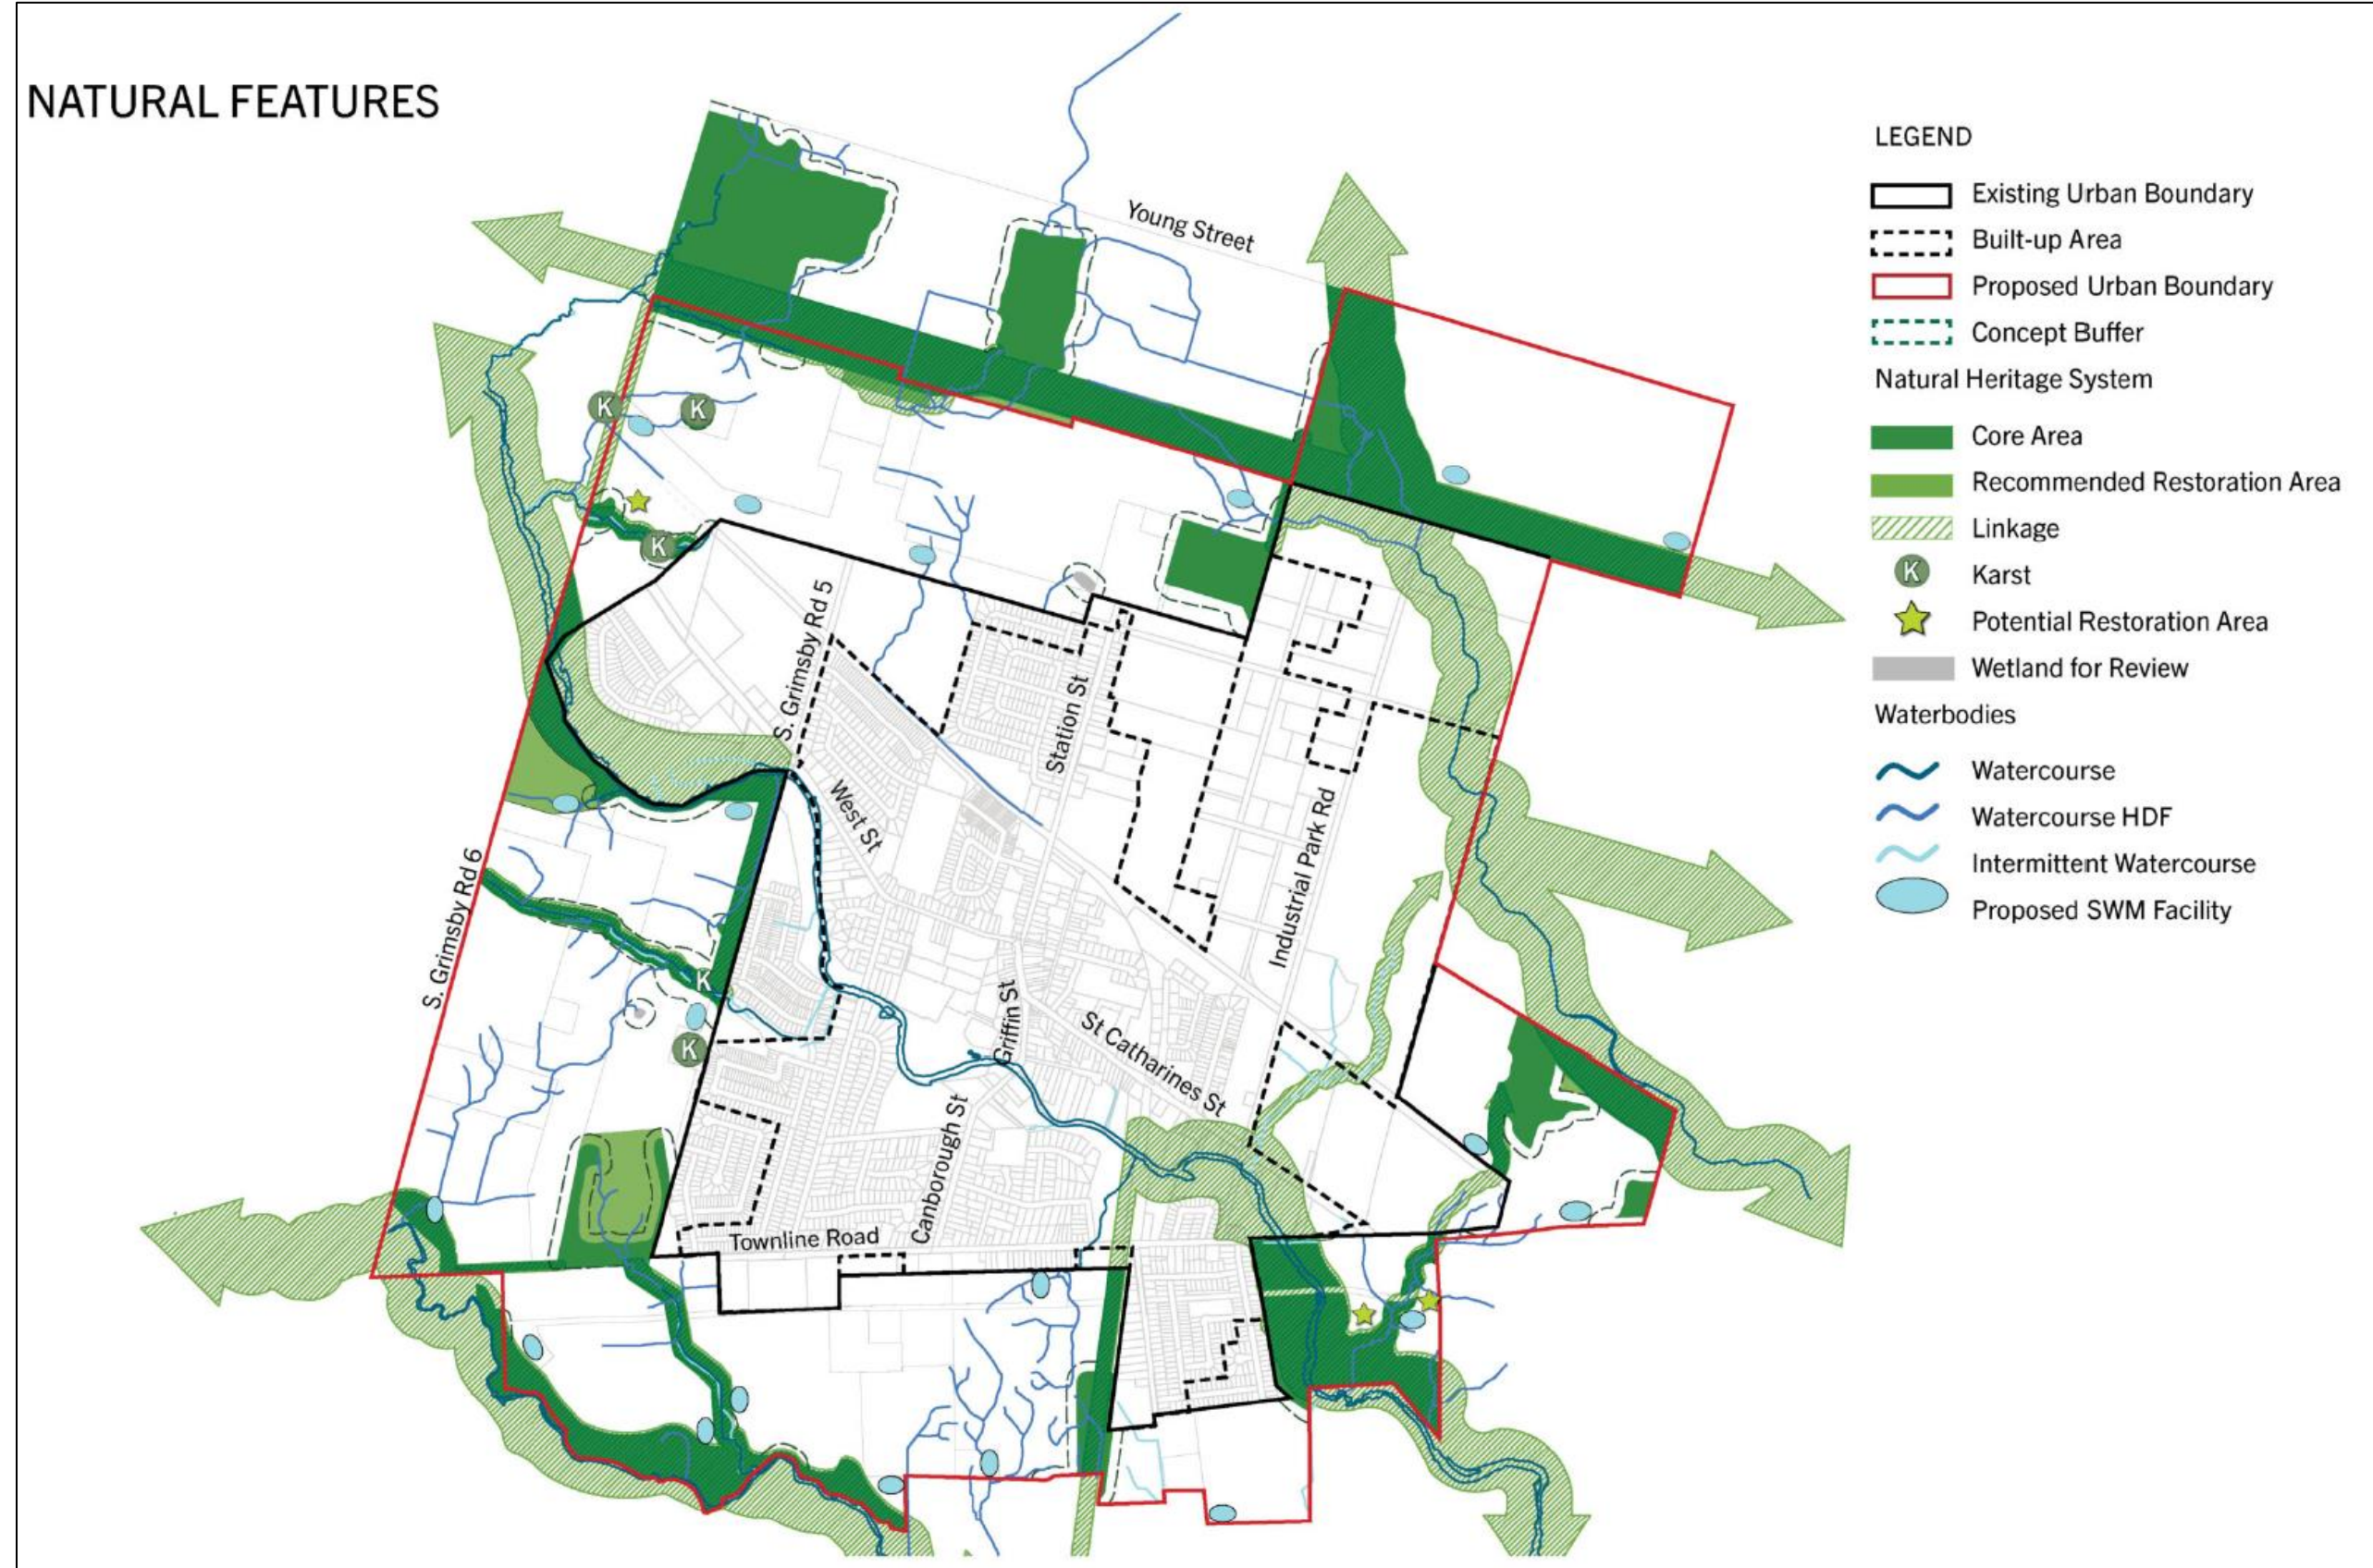 NATURAL FEATURES
Young Street
K
K
K
S. Grimsby Rd 5
Station St
West St
Industrial Park Rd
S. Grimsby Rd 6
K
K
Griffin St
St Catharines St
Canborough St
Townline Road
LEGEND
Existing Urban Boundary
Built-up Area
Proposed Urban Boundary
Concept Buffer
Natural Heritage System
Core Area
Recommended Restoration Area
Linkage
K Karst
Potential Restoration Area
Wetland for Review
Waterbodies
Watercourse
Watercourse HDF
Intermittent Watercourse
Proposed SWM Facility